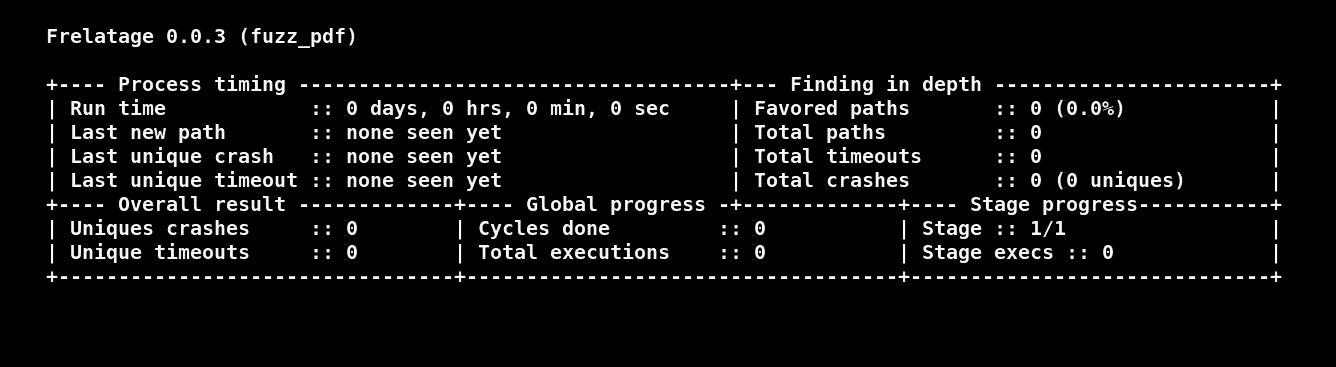 Frelatage 0.0.3 (fuzz_pdf)
+---- Process timing ------------------------------------+--- Finding in depth -----------------------+
| Run time            :: 0 days, 0 hrs, 0 min, 0 sec     | Favored paths       :: 0 (0.0%)            |
| Last new path       :: none seen yet                   | Total paths         :: 0                   |
| Last unique crash   :: none seen yet                   | Total timeouts      :: 0                   |
| Last unique timeout :: none seen yet                   | Total crashes       :: 0 (0 uniques)       |
+---- Overall result -------------+---- Global progress -+-------------+---- Stage progress-----------+
| Uniques crashes     :: 0        | Cycles done         :: 0           | Stage :: 1/1                 |
| Unique timeouts     :: 0        | Total executions    :: 0           | Stage execs :: 0             |
+---------------------------------+------------------------------------+------------------------------+